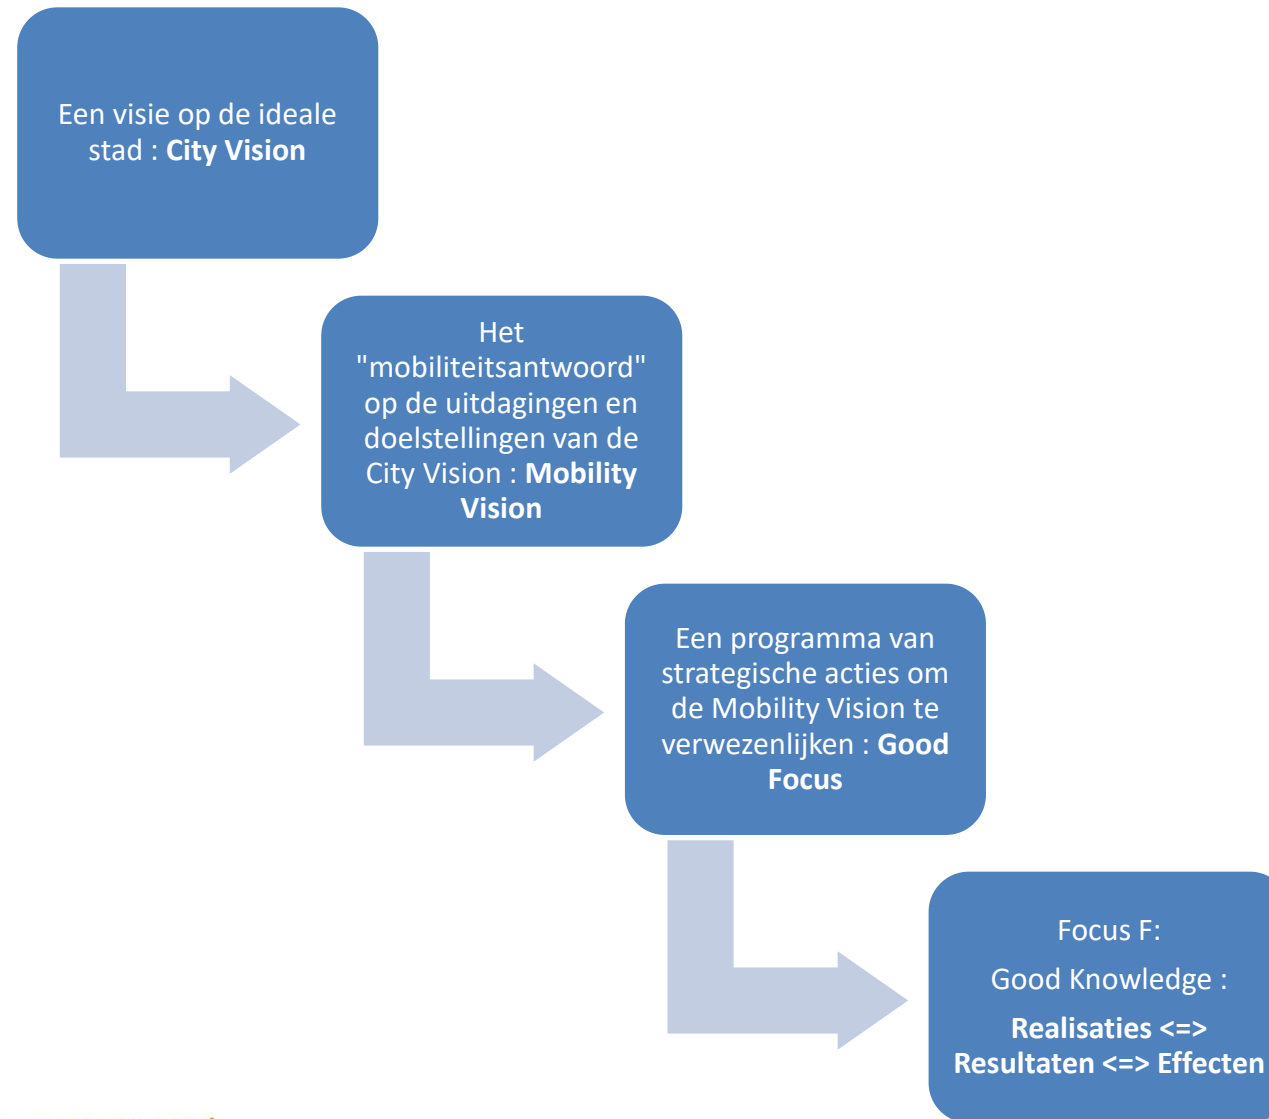 Een visie op de ideale
stad : City Vision
Het
"mobiliteitsantwoord"
op de uitdagingen en
doelstellingen van de
City Vision : Mobility
Vision
Een programma van
strategische acties om
de Mobility Vision te
verwezenlijken : Good
Focus
Focus F:
Good Knowledge :
Realisaties <=>
Resultaten <=> Effecten